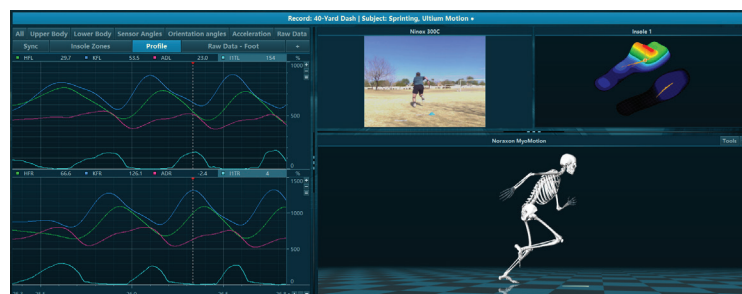 Record: 40-Yard Dash | Subject: Sprinting, Ultium Motion •
All Upper Body Lower Body Sensor Angles Orientation angles Acceleration Raw Data
Sync Insole Zones Profile Raw Data - Foot
HFL 29.7 KFL 53.5 ADL 23.0 154 %
1000
500
0
HFR 66.6 KFR 126.1 ADR -2.4 4 %
1500
1000
500
0
Ninox 300C
Insole 1
Noraxon MyoMotion Tools